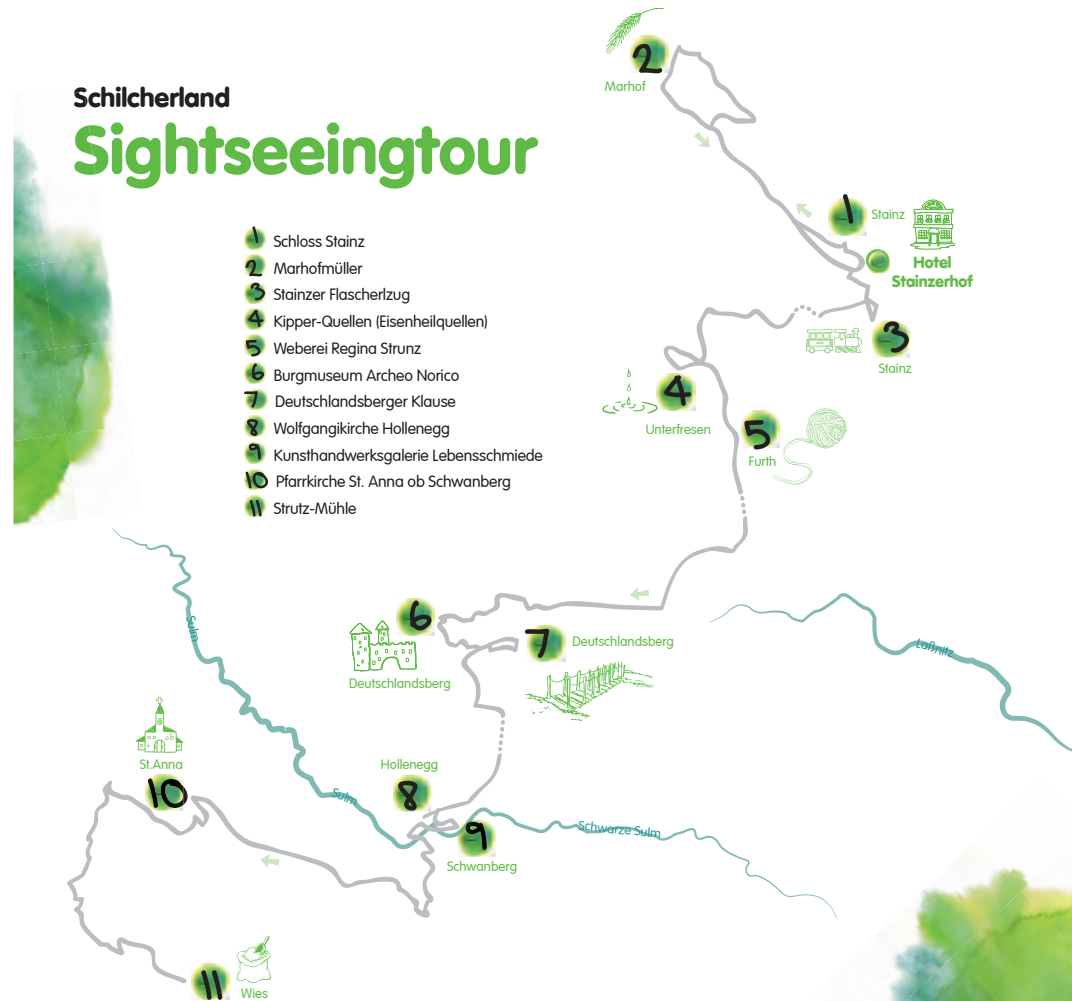 Schilcherland
Sightseeingtour
1 Schloss Stainz
2 Marhofmüller
3 Stainzer Flascherlzug
4 Kipper-Quellen (Eisenheilquellen)
5 Weberei Regina Strunz
6 Burgmuseum Archeo Norico
7 Deutschlandsberger Klause
8 Wolfgangikirche Hollenegg
9 Kunsthandwerksgalerie Lebensschmiede
10 Pfarrkirche St. Anna ob Schwanberg
11 Strutz-Mühle
2
Marhof
1
Stainz
Hotel
Stainzerhof
3
Stainz
4
Unterfresen
5
Furth
6
Deutschlandsberg
7
Deutschlandsberg
Sulm
Laßnitz
St.Anna
10
Hollenegg
8
Sulm
9
Schwanberg
Schwarze Sulm
11
Wies